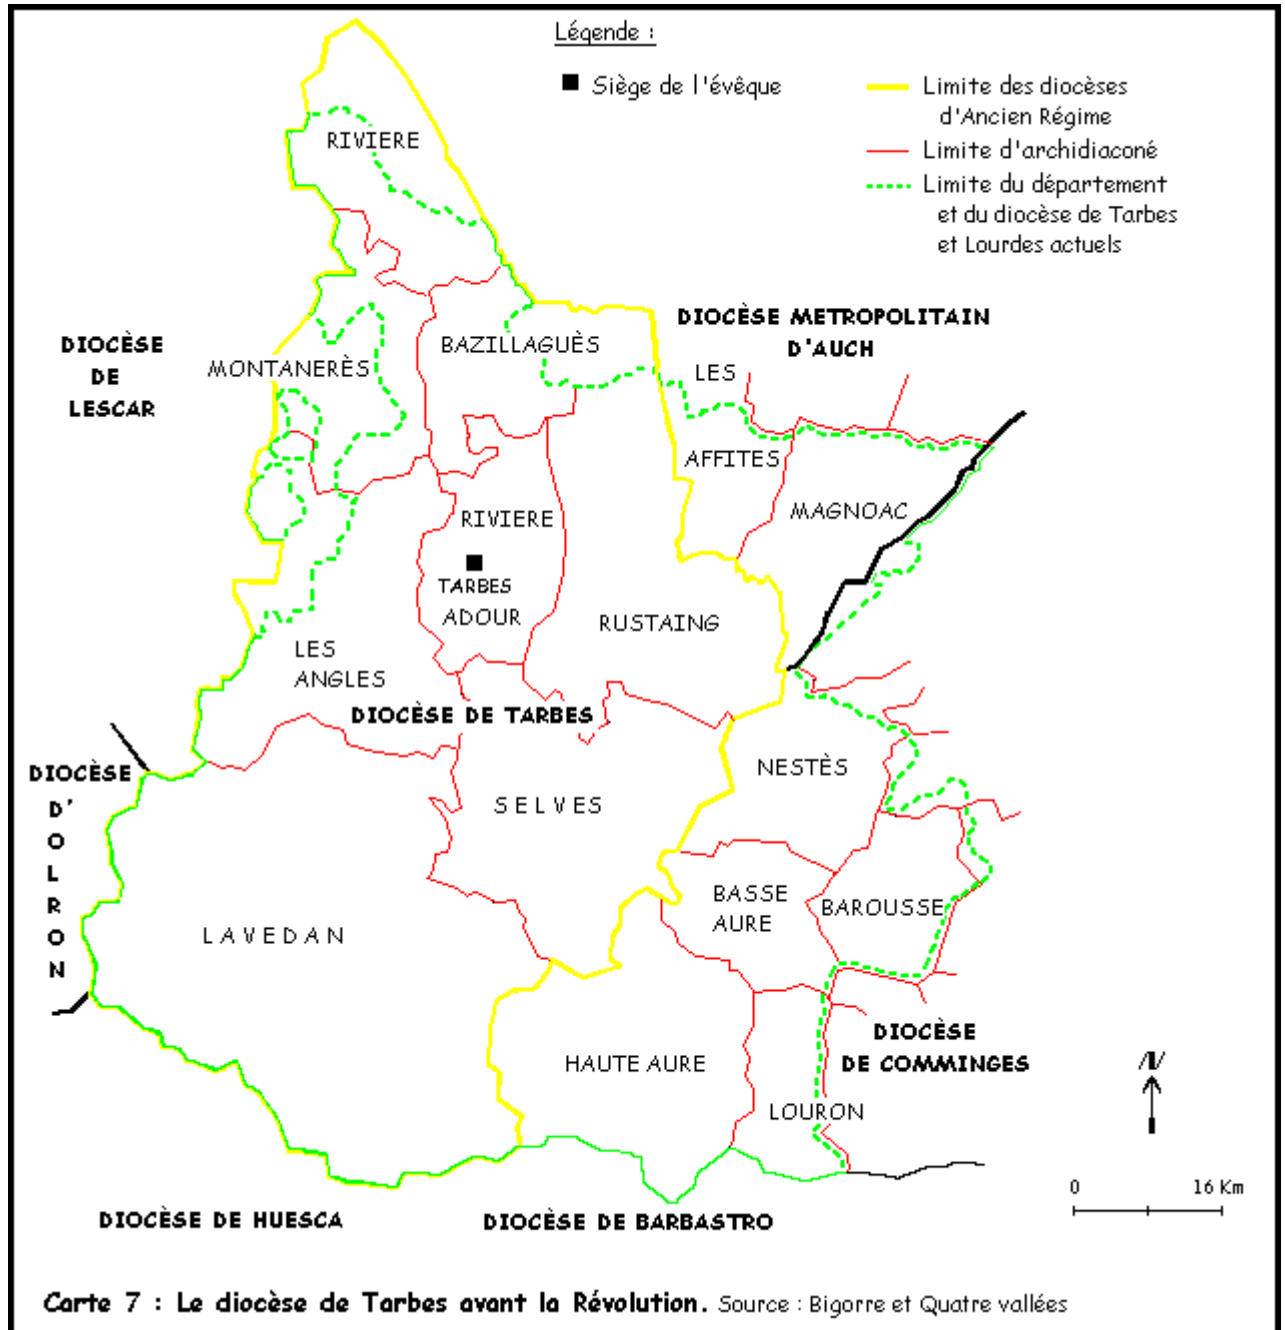 Légende :
Siège de l'évêque
Limite des diocèses
d'Ancien Régime
Limite d'archidiaconé
Limite du département
et du diocèse de Tarbes
et Lourdes actuels
RIVIERE
DIOCÈSE METROPOLITAIN
D'AUCH
DIOCÈSE
DE
LESCAR
MONTANERÈS
BAZILLAGUÈS
LES
AFFITES
MAGNOAC
RIVIERE
TARBES
ADOUR
RUSTAING
LES
ANGLES
DIOCÈSE DE TARBES
DIOCÈSE
D'
O
L
R
O
N
NESTÈS
SELVES
BASSE
AURE
BAROUSSE
LAVEDAN
HAUTE AURE
DIOCÈSE
DE COMMINGES
LOURON
N
0 16 Km
DIOCÈSE DE HUESCA
DIOCÈSE DE BARBASTRO
Carte 7 : Le diocèse de Tarbes avant la Révolution. Source : Bigorre et Quatre vallées